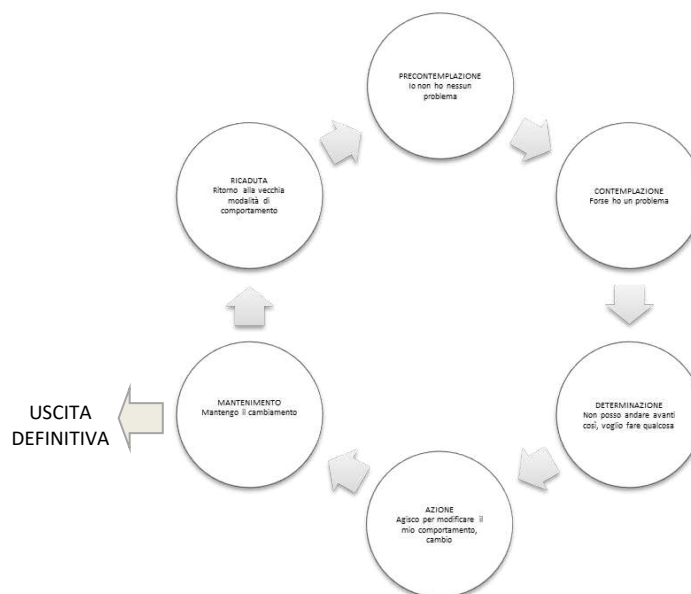 PRECONTEMPLAZIONE
Io non ho nessun
problema
CONTEMPLAZIONE
Forse ho un problema
DETERMINAZIONE
Non posso andare avanti
così, voglio fare qualcosa
AZIONE
Agisco per modificare il
mio comportamento,
cambio
MANTENIMENTO
Mantengo il cambiamento
USCITA
DEFINITIVA
RICADUTA
Ritorno alla vecchia
modalità di
comportamento